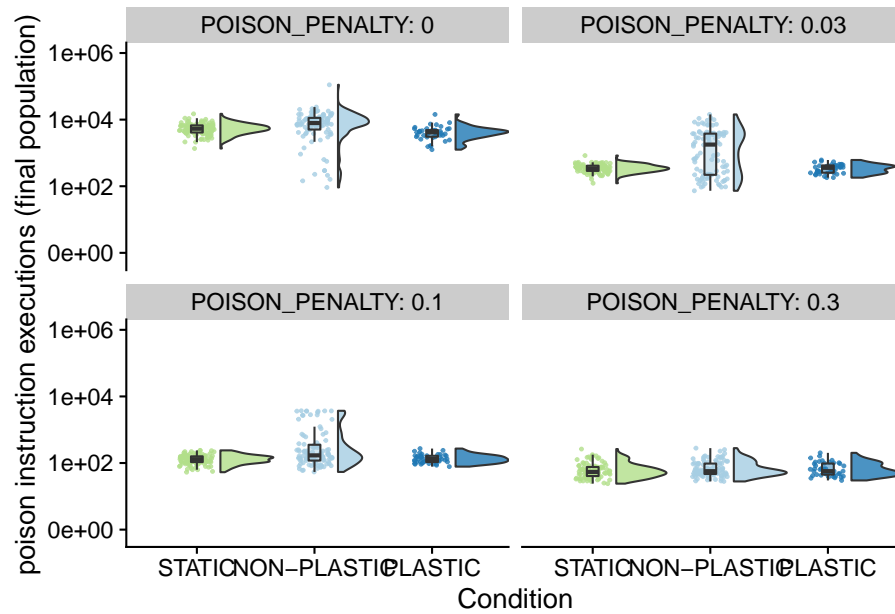 poison instruction executions (final population)
POISON_PENALTY: 0
POISON_PENALTY: 0.03
1e+06
1e+04
1e+02
0e+00
POISON_PENALTY: 0.1
POISON_PENALTY: 0.3
1e+06
1e+04
1e+02
0e+00
STATIC NON−PLASTIC PLASTIC STATIC NON−PLASTIC PLASTIC
Condition